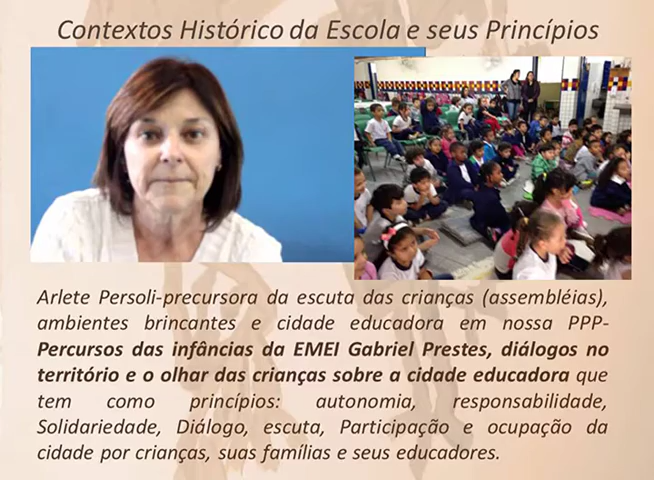 Contextos Histórico da Escola e seus Princípios
Arlete Persoli-precursora da escuta das crianças (assembléias),
ambientes brincantes e cidade educadora em nossa PPP-
Percursos das infâncias da EMEI Gabriel Prestes, diálogos no
território e o olhar das crianças sobre a cidade educadora que
tem como princípios: autonomia, responsabilidade,
Solidariedade, Diálogo, escuta, Participação e ocupação da
cidade por crianças, suas famílias e seus educadores.